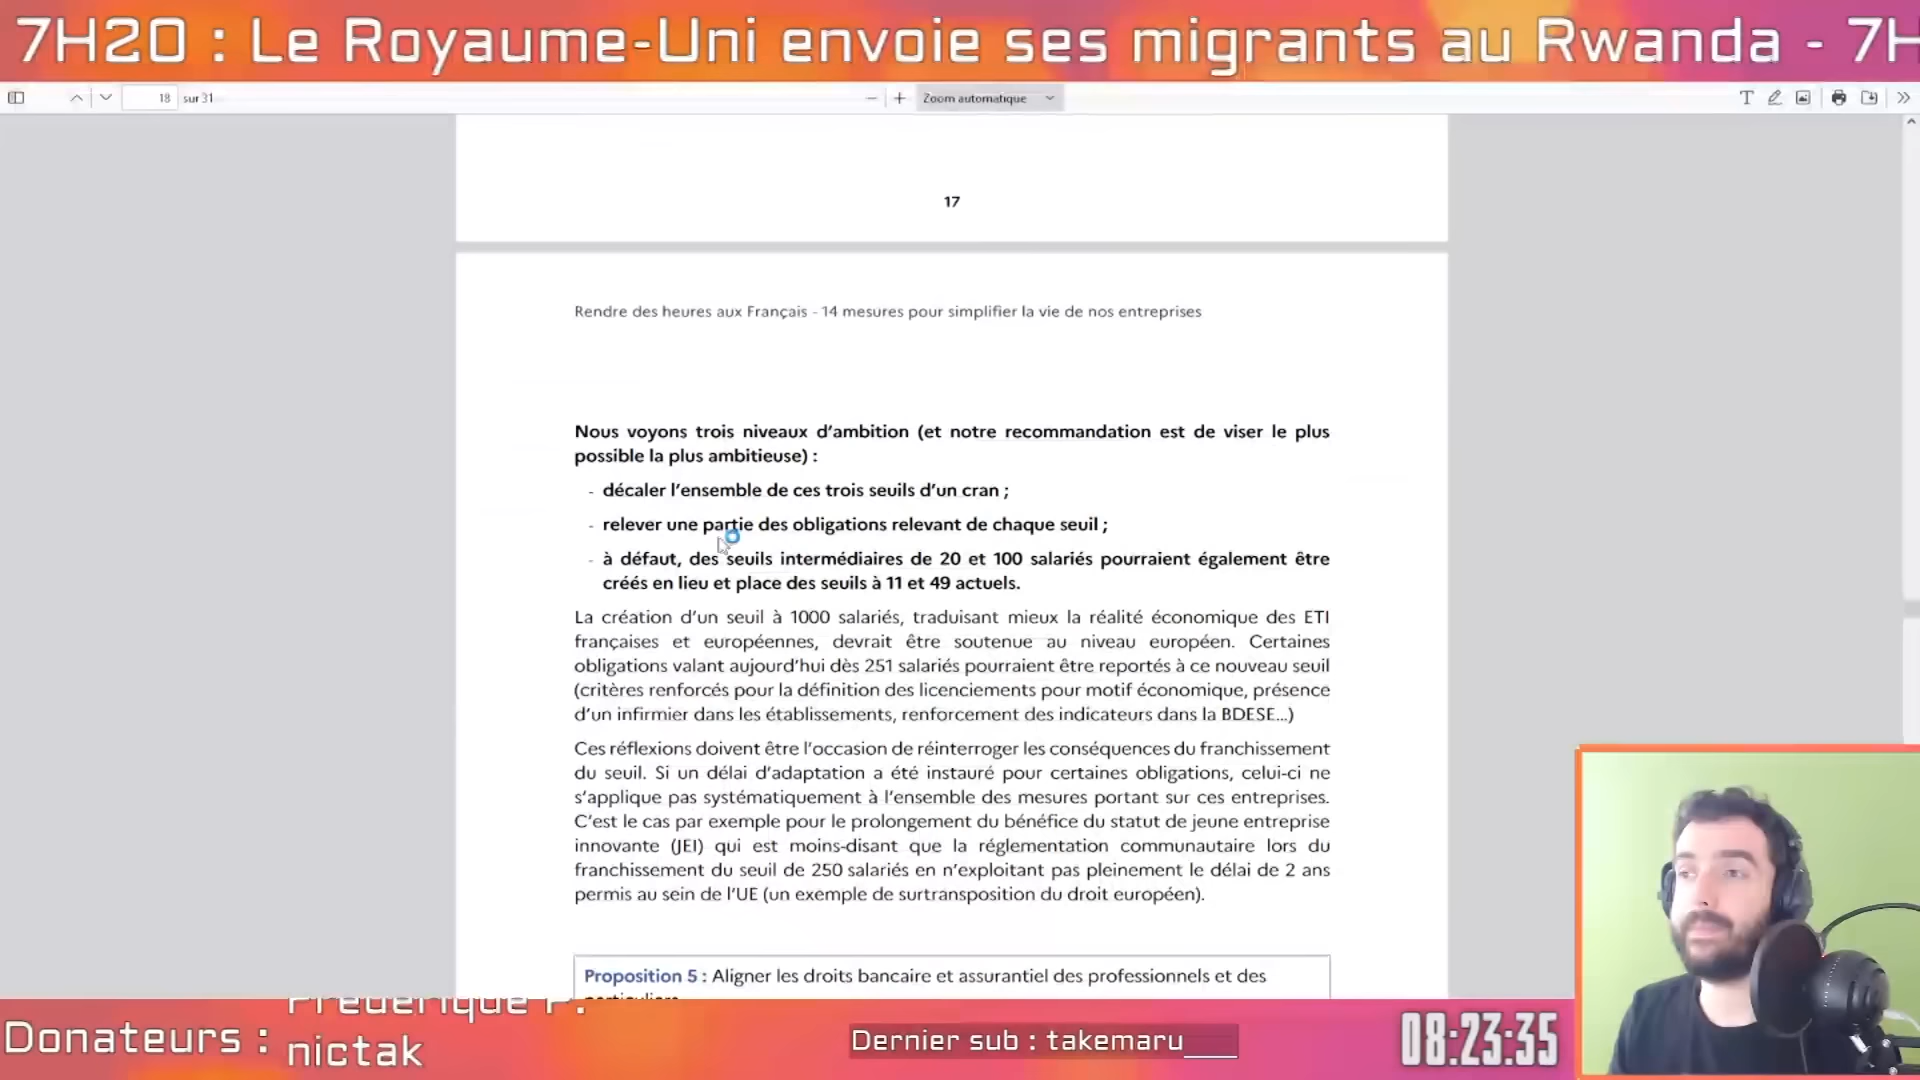 7H20 : Le Royaume-Uni envoie ses migrants au Rwanda - 7H
18 sur 31
Zoom automatique
17
Rendre des heures aux Français - 14 mesures pour simplifier la vie de nos entreprises
Nous voyons trois niveaux d'ambition (et notre recommandation est de viser le plus
possible la plus ambitieuse) :
- décaler l'ensemble de ces trois seuils d'un cran ;
- relever une partie des obligations relevant de chaque seuil ;
- à défaut, des seuils intermédiaires de 20 et 100 salariés pourraient également être
créés en lieu et place des seuils à 11 et 49 actuels.
La création d'un seuil à 1000 salariés, traduisant mieux la réalité économique des ETI
françaises et européennes, devrait être soutenue au niveau européen. Certaines
obligations valant aujourd'hui dès 251 salariés pourraient être reportés à ce nouveau seuil
(critères renforcés pour la définition des licenciements pour motif économique, présence
d'un infirmier dans les établissements, renforcement des indicateurs dans la BDESE...)
Ces réflexions doivent être l'occasion de réinterroger les conséquences du franchissement
du seuil. Si un délai d'adaptation a été instauré pour certaines obligations, celui-ci ne
s'applique pas systématiquement à l'ensemble des mesures portant sur ces entreprises.
C'est le cas par exemple pour le prolongement du bénéfice du statut de jeune entreprise
innovante (JEI) qui est moins-disant que la réglementation communautaire lors du
franchissement du seuil de 250 salariés en n'exploitant pas pleinement le délai de 2 ans
permis au sein de l'UE (un exemple de surtransposition du droit européen).
Proposition 5 : Aligner les droits bancaire et assurantiel des professionnels et des
particuliers
Frédérique P.
Donateurs : nictak
Dernier sub : takemaru___
08:23:35